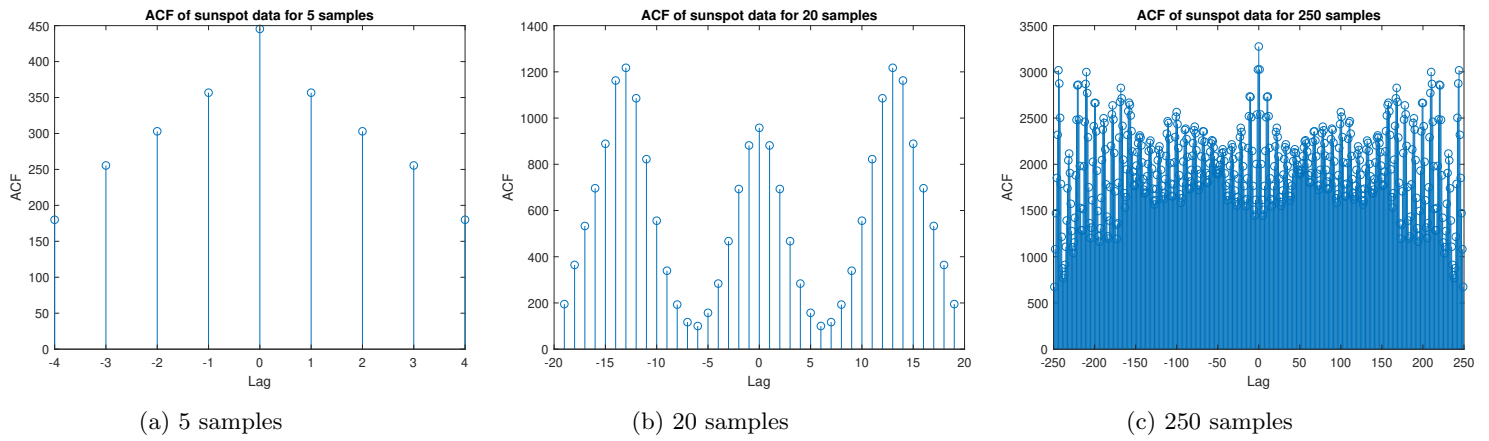 ACF of sunspot data for 5 samples
450
400
350
300
250
200
150
100
50
0
ACF
-4 -3 -2 -1 0 1 2 3 4
Lag
(a) 5 samples
ACF of sunspot data for 20 samples
1400
1200
1000
800
600
400
200
0
ACF
-20 -15 -10 -5 0 5 10 15 20
Lag
(b) 20 samples
ACF of sunspot data for 250 samples
3500
3000
2500
2000
1500
1000
500
0
ACF
-250 -200 -150 -100 -50 0 50 100 150 200 250
Lag
(c) 250 samples